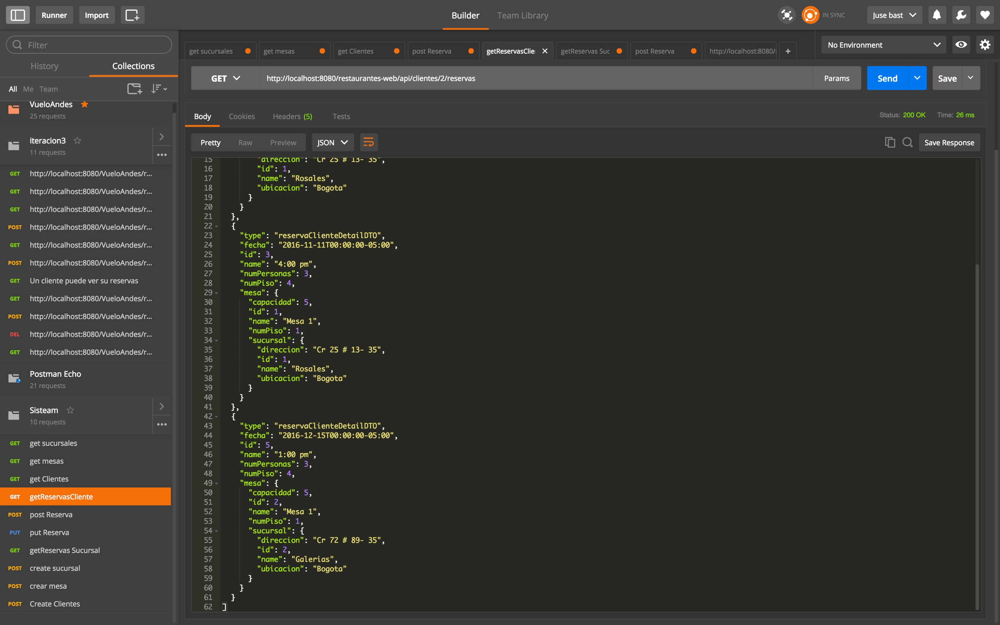 Runner
Import
Builder
Team Library
IN SYNC
Juse bast
Filter
History
Collections
All
Me
Team
VueloAndes
25 requests
iteracion3
11 requests
GET http://localhost:8080/VueloAndes/r...
GET http://localhost:8080/VueloAndes/r...
GET http://localhost:8080/VueloAndes/r...
POST http://localhost:8080/VueloAndes/r...
GET http://localhost:8080/VueloAndes/r...
POST http://localhost:8080/VueloAndes/r...
GET Un cliente puede ver su reservas
GET http://localhost:8080/VueloAndes/r...
POST http://localhost:8080/VueloAndes/r...
DEL http://localhost:8080/VueloAndes/r...
GET http://localhost:8080/VueloAndes/r...
Postman Echo
21 requests
Sisteam
10 requests
GET get sucursales
GET get mesas
GET get Clientes
GET getReservasCliente
POST post Reserva
PUT put Reserva
GET getReservas Sucursal
POST create sucursal
POST crear mesa
POST Create Clientes
get sucursales
get mesas
get Clientes
post Reserva
getReservasClie
getReservas Suc
post Reserva
http://localhost:8080/
No Environment
GET
http://localhost:8080/restaurantes-web/api/clientes/2/reservas
Params
Send
Save
Body
Cookies
Headers (5)
Tests
Status: 200 OK
Time: 26 ms
Pretty
Raw
Preview
JSON
Save Response
15 "direccion": "Cr 25 # 13- 35",
16 "id": 1,
17 "name": "Rosales",
18 "ubicacion": "Bogota"
19 }
20 }
21 },
22 {
23 "type": "reservaClienteDetailDTO",
24 "fecha": "2016-11-11T00:00:00-05:00",
25 "id": 3,
26 "name": "4:00 pm",
27 "numPersonas": 3,
28 "numPiso": 4,
29 "mesa": {
30 "capacidad": 5,
31 "id": 1,
32 "name": "Mesa 1",
33 "numPiso": 1,
34 "sucursal": {
35 "direccion": "Cr 25 # 13- 35",
36 "id": 1,
37 "name": "Rosales",
38 "ubicacion": "Bogota"
39 }
40 }
41 },
42 {
43 "type": "reservaClienteDetailDTO",
44 "fecha": "2016-12-15T00:00:00-05:00",
45 "id": 5,
46 "name": "1:00 pm",
47 "numPersonas": 3,
48 "numPiso": 4,
49 "mesa": {
50 "capacidad": 5,
51 "id": 2,
52 "name": "Mesa 1",
53 "numPiso": 1,
54 "sucursal": {
55 "direccion": "Cr 72 # 89- 35",
56 "id": 2,
57 "name": "Galerias",
58 "ubicacion": "Bogota"
59 }
60 }
61 }
62 ]